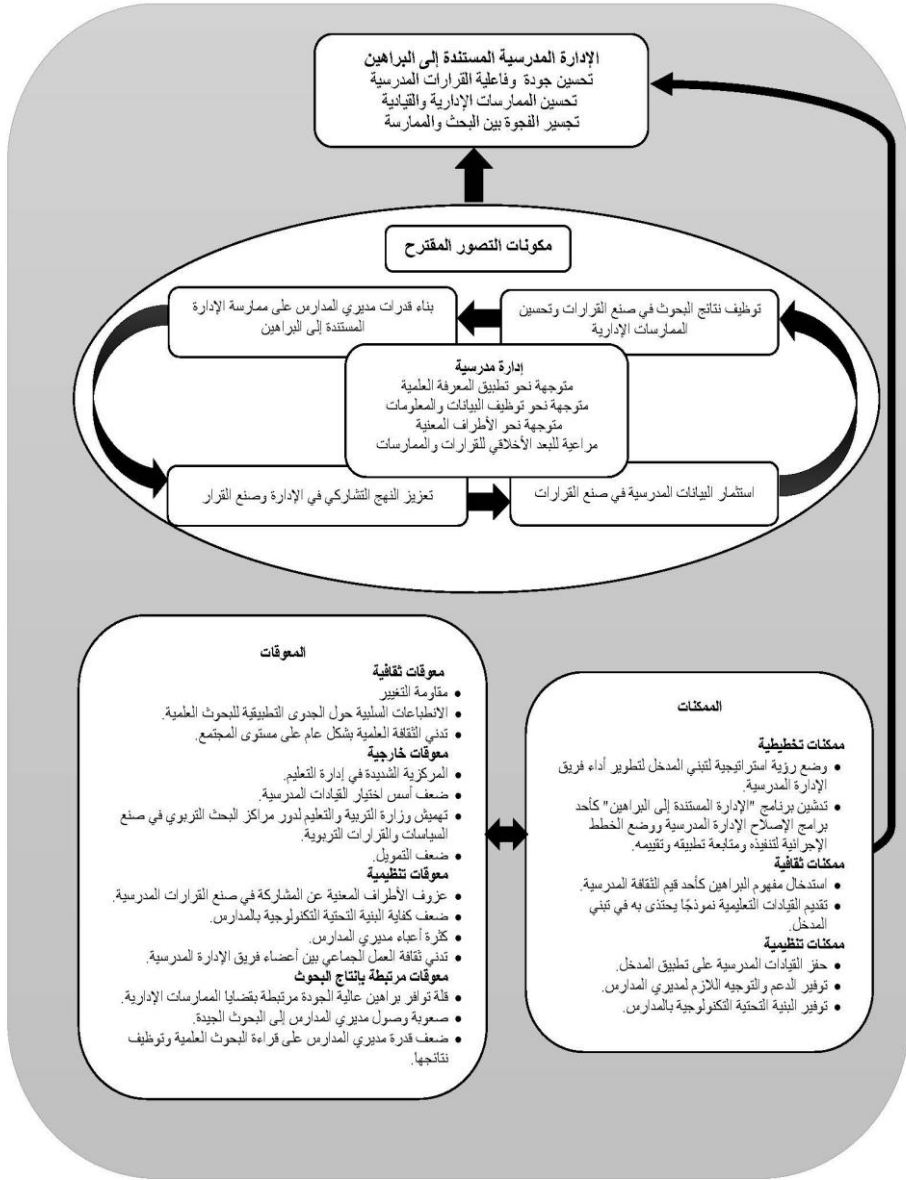 الإدارة المدرسية المستندة إلى البراهين
تحسين جودة وفاعلية القرارات المدرسية
تحسين الممارسات الإدارية والقيادية
تجسير الفجوة بين البحث والممارسة
مكونات التصور المقترح
توظيف نتائج البحوث في صنع القرارات وتحسين
الممارسات الإدارية
بناء قدرات مديري المدارس على ممارسة الإدارة
المستندة إلى البراهين
إدارة مدرسية
متوجهة نحو تطبيق المعرفة العلمية
متوجهة نحو توظيف البيانات والمعلومات
متوجهة نحو الأطراف المعنية
مراعية للبعد الأخلاقي للقرارات والممارسات
استثمار البيانات المدرسية في صنع القرارات
تعزيز النهج التشاركي في الإدارة وصنع القرار
الممكنات
ممكنات تخطيطية
• وضع رؤية استراتيجية لتبني المدخل لتطوير أداء فريق
الإدارة المدرسية.
• تدشين برنامج "الإدارة المستندة إلى البراهين" كأحد
برامج الإصلاح الإدارة المدرسية ووضع الخطط
الإجرائية لتنفيذه ومتابعة تطبيقه وتقييمه.
ممكنات ثقافية
• استدخال مفهوم البراهين كأحد قيم الثقافة المدرسية.
• تقديم القيادات التعليمية نموذجًا يحتذى به في تبني
المدخل.
ممكنات تنظيمية
• حفز القيادات المدرسية على تطبيق المدخل.
• توفير الدعم والتوجيه اللازم لمديري المدارس.
• توفير البنية التحتية التكنولوجية بالمدارس.
المعوقات
معوقات ثقافية
• مقاومة التغيير
• الانطباعات السلبية حول الجدوى التطبيقية للبحوث العلمية.
• تدني الثقافة العلمية بشكل عام على مستوى المجتمع.
معوقات خارجية
• المركزية الشديدة في إدارة التعليم.
• ضعف أسس اختيار القيادات المدرسية.
• تهميش وزارة التربية والتعليم لدور مراكز البحث التربوي في صنع
السياسات والقرارات التربوية.
• ضعف التمويل.
معوقات تنظيمية
• عزوف الأطراف المعنية عن المشاركة في صنع القرارات المدرسية.
• ضعف كفاية البنية التحتية التكنولوجية بالمدارس.
• كثرة أعباء مديري المدارس.
• تدني ثقافة العمل الجماعي بين أعضاء فريق الإدارة المدرسية.
معوقات مرتبطة بإنتاج البحوث
• قلة توافر براهين عالية الجودة مرتبطة بقضايا الممارسات الإدارية.
• صعوبة وصول مديري المدارس إلى البحوث الجيدة.
• ضعف قدرة مديري المدارس على قراءة البحوث العلمية وتوظيف
نتائجها.